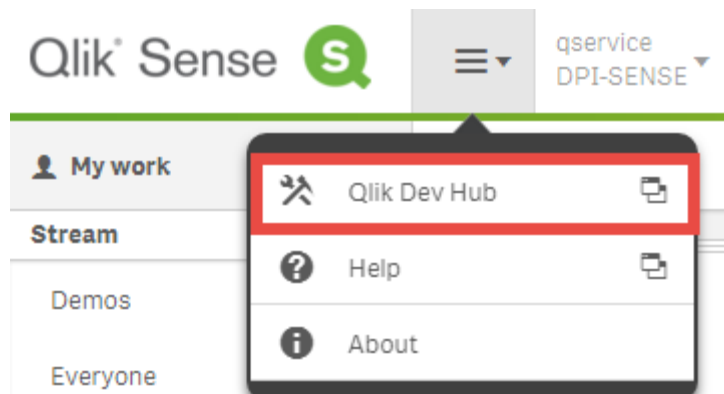 Qlik Sense
qservice
DPI-SENSE
My work
Qlik Dev Hub
Stream
Help
Demos
About
Everyone